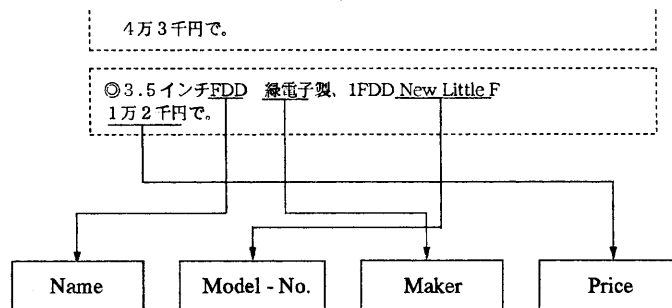 4万3千円で。
◎3.5インチFDD 緑電子製、1FDD New Little F
1万2千円で。
Name Model - No. Maker Price